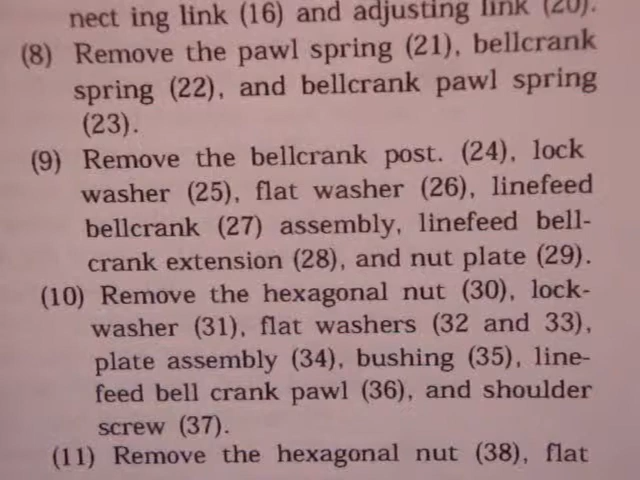 nect ing link (16) and adjusting link (20).
(8) Remove the pawl spring (21), bellcrank
spring (22), and bellcrank pawl spring
(23).
(9) Remove the bellcrank post. (24), lock
washer (25), flat washer (26), linefeed
bellcrank (27) assembly, linefeed bell-
crank extension (28), and nut plate (29).
(10) Remove the hexagonal nut (30), lock-
washer (31), flat washers (32 and 33),
plate assembly (34), bushing (35), line-
feed bell crank pawl (36), and shoulder
screw (37).
(11) Remove the hexagonal nut (38), flat